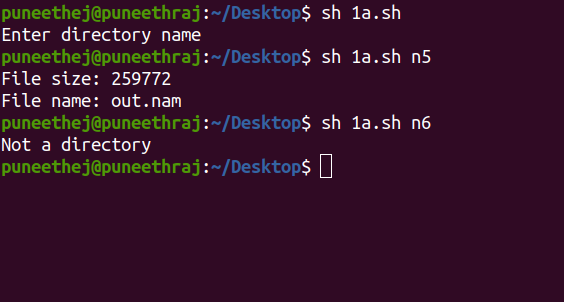 puneethej@puneethraj:~/Desktop$ sh 1a.sh
Enter directory name
puneethej@puneethraj:~/Desktop$ sh 1a.sh n5
File size: 259772
File name: out.nam
puneethej@puneethraj:~/Desktop$ sh 1a.sh n6
Not a directory
puneethej@puneethraj:~/Desktop$